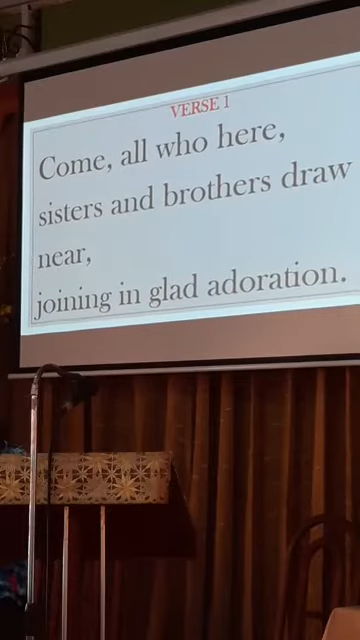 VERSE 1
Come, all who here,
sisters and brothers draw
near,
joining in glad adoration.